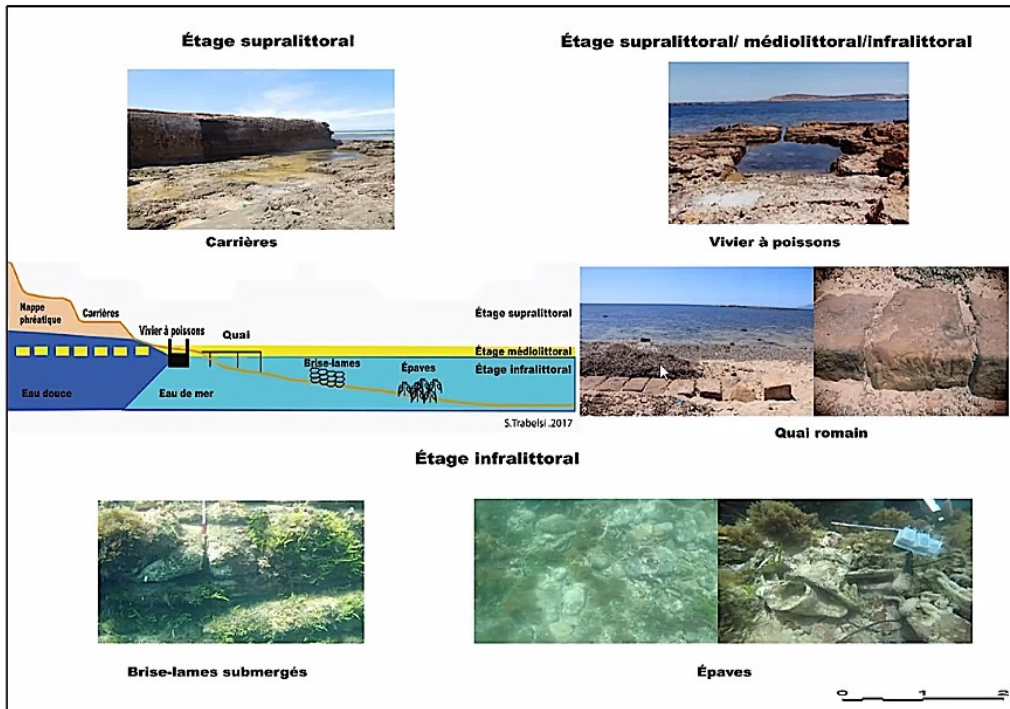 Étage supralittoral
Étage supralittoral/ médiolittoral/infralittoral
Carrières
Vivier à poissons
Nappe
phréatique
Carrières
Vivier à poissons
Quai
Brise-lames
Épaves
Étage supralittoral
Étage médiolittoral
Étage infralittoral
Eau douce
Eau de mer
S.Trabelsi .2017
Quai romain
Étage infralittoral
Brise-lames submergés
Épaves
0 1 2